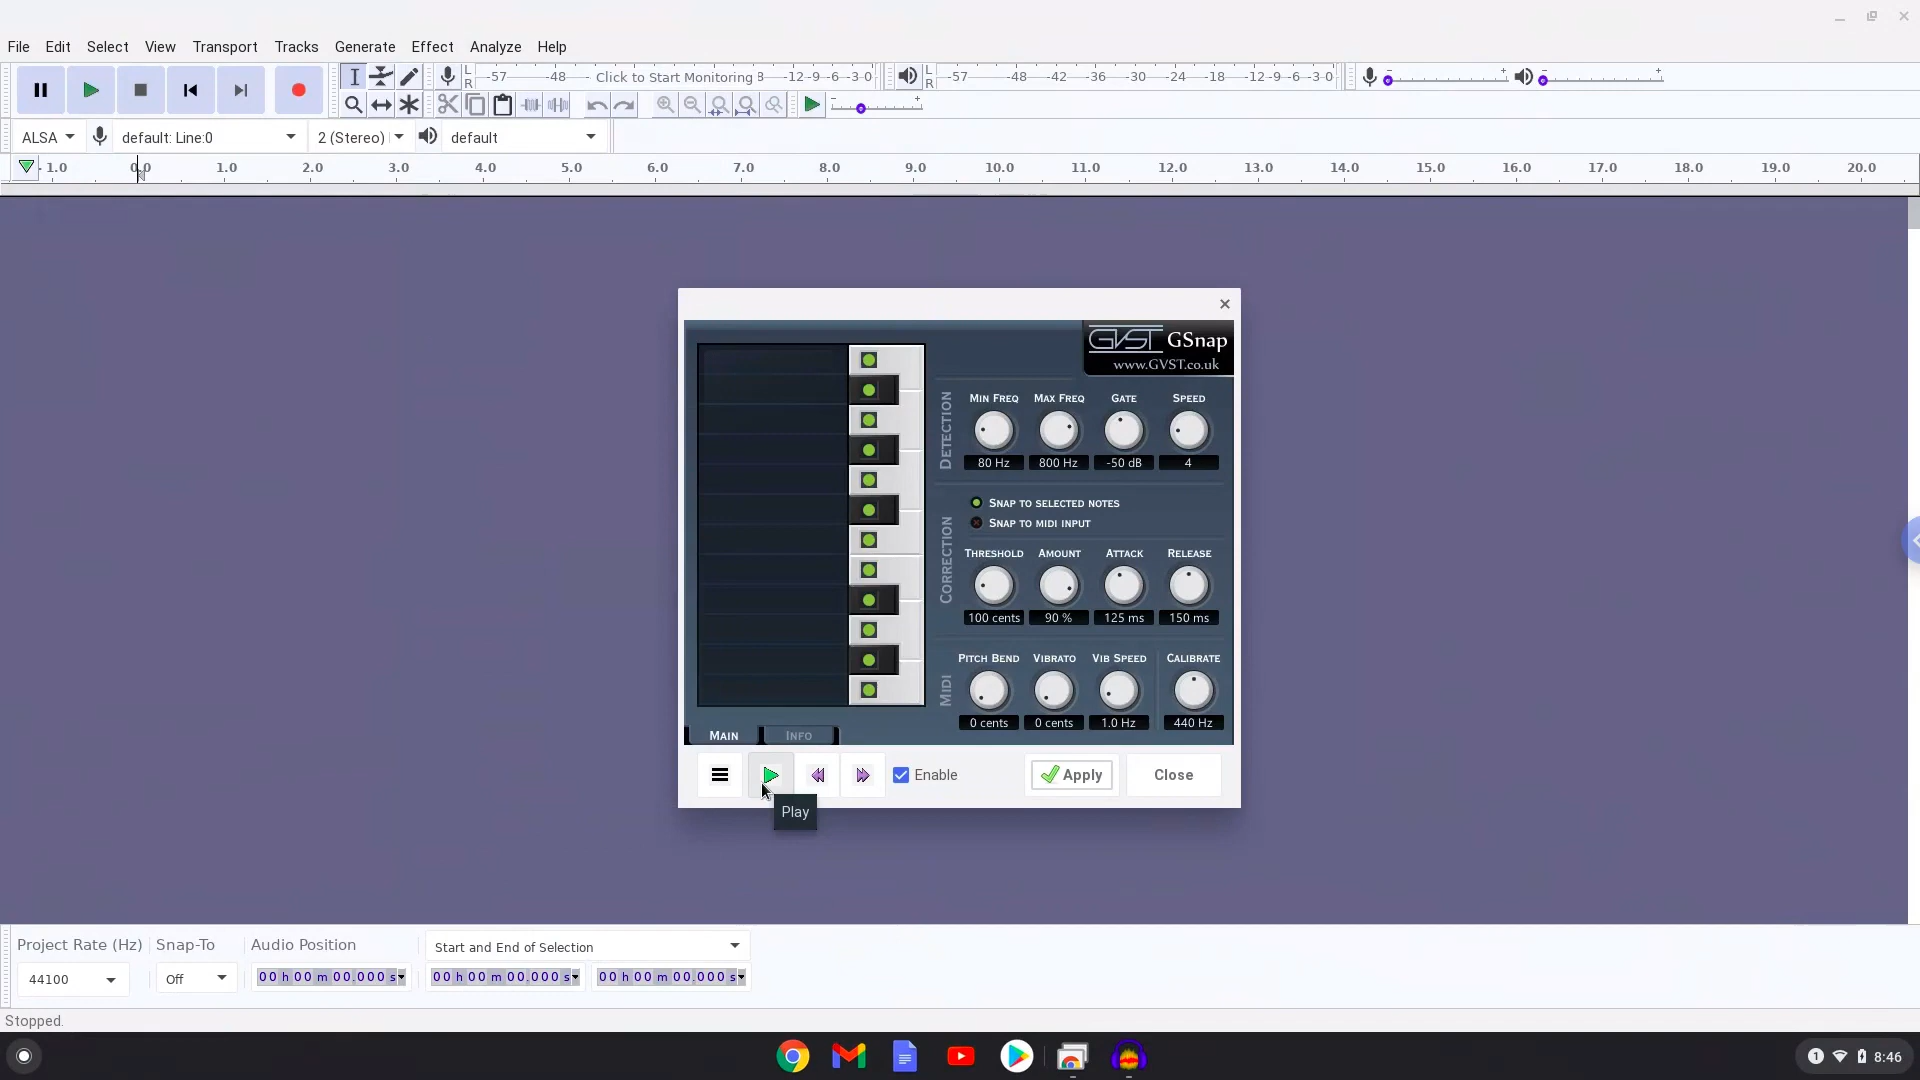 File Edit Select View Transport Tracks Generate Effect Analyze Help
L R -57 -48 - Click to Start Monitoring 8 -12 -9 -6 -3 0
L R -57 -48 -42 -36 -30 -24 -18 -12 -9 -6 -3 0
- +
- +
- +
ALSA default: Line:0 2 (Stereo) default
- 1.0 0.0 1.0 2.0 3.0 4.0 5.0 6.0 7.0 8.0 9.0 10.0 11.0 12.0 13.0 14.0 15.0 16.0 17.0 18.0 19.0 20.0
GVST GSnap
www.GVST.co.uk
DETECTION
MIN FREQ MAX FREQ GATE SPEED
80 Hz 800 Hz -50 dB 4
CORRECTION
SNAP TO SELECTED NOTES
SNAP TO MIDI INPUT
THRESHOLD AMOUNT ATTACK RELEASE
100 cents 90 % 125 ms 150 ms
MIDI
PITCH BEND VIBRATO VIB SPEED CALIBRATE
0 cents 0 cents 1.0 Hz 440 Hz
MAIN INFO
Enable Apply Close
Play
Project Rate (Hz) Snap-To Audio Position Start and End of Selection
44100 Off 00 h 00 m 00.000 s 00 h 00 m 00.000 s 00 h 00 m 00.000 s
Stopped.
1 8:46